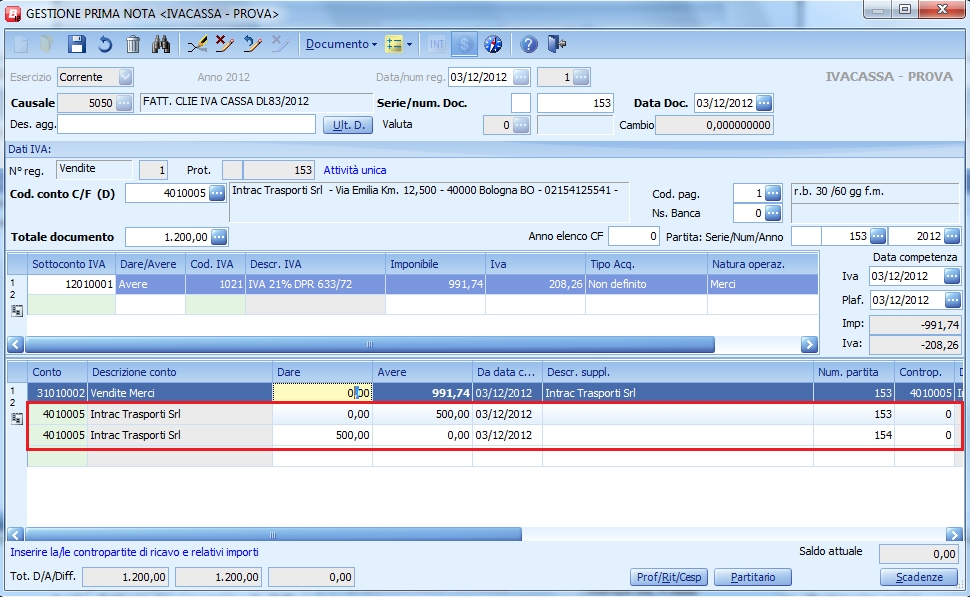 GESTIONE PRIMA NOTA <IVACASSA - PROVA>
Documento INT $ ?
Esercizio Corrente Anno 2012 Data/num reg. 03/12/2012 ... 1 ... IVACASSA - PROVA
Causale 5050 ... FATT. CLIE IVA CASSA DL83/2012 Serie/num. Doc. 153 Data Doc. 03/12/2012 ...
Des. agg. Ult. D. Valuta 0 ... Cambio 0,000000000
Dati IVA:
N° reg. Vendite 1 Prot. 153 Attività unica
Cod. conto C/F (D) 4010005 ... Intrac Trasporti Srl - Via Emilia Km. 12,500 - 40000 Bologna BO - 02154125541 - Cod. pag. 1 ... r.b. 30 /60 gg f.m.
Ns. Banca 0 ...
Totale documento 1.200,00 ... Anno elenco CF 0 Partita: Serie/Num/Anno 153 ... 2012 ...
Sottoconto IVA Dare/Avere Cod. IVA Descr. IVA Imponibile Iva Tipo Acq. Natura operaz. Data competenza
1 12010001 Avere 1021 IVA 21% DPR 633/72 991,74 208,26 Non definito Merci Iva 03/12/2012 ...
2 Plaf. 03/12/2012 ...
Imp: -991,74
Iva: -208,26
Conto Descrizione conto Dare Avere Da data c... Descr. suppl. Num. partita Controp. D
1 31010002 Vendite Merci 0,00 991,74 03/12/2012 Intrac Trasporti Srl 153 4010005 In
2 4010005 Intrac Trasporti Srl 0,00 500,00 03/12/2012 153 0
4010005 Intrac Trasporti Srl 500,00 0,00 03/12/2012 154 0
Inserire la/le contropartite di ricavo e relativi importi Saldo attuale 0,00
Tot. D/A/Diff. 1.200,00 1.200,00 0,00 Prof/Rit/Cesp Partitario Scadenze